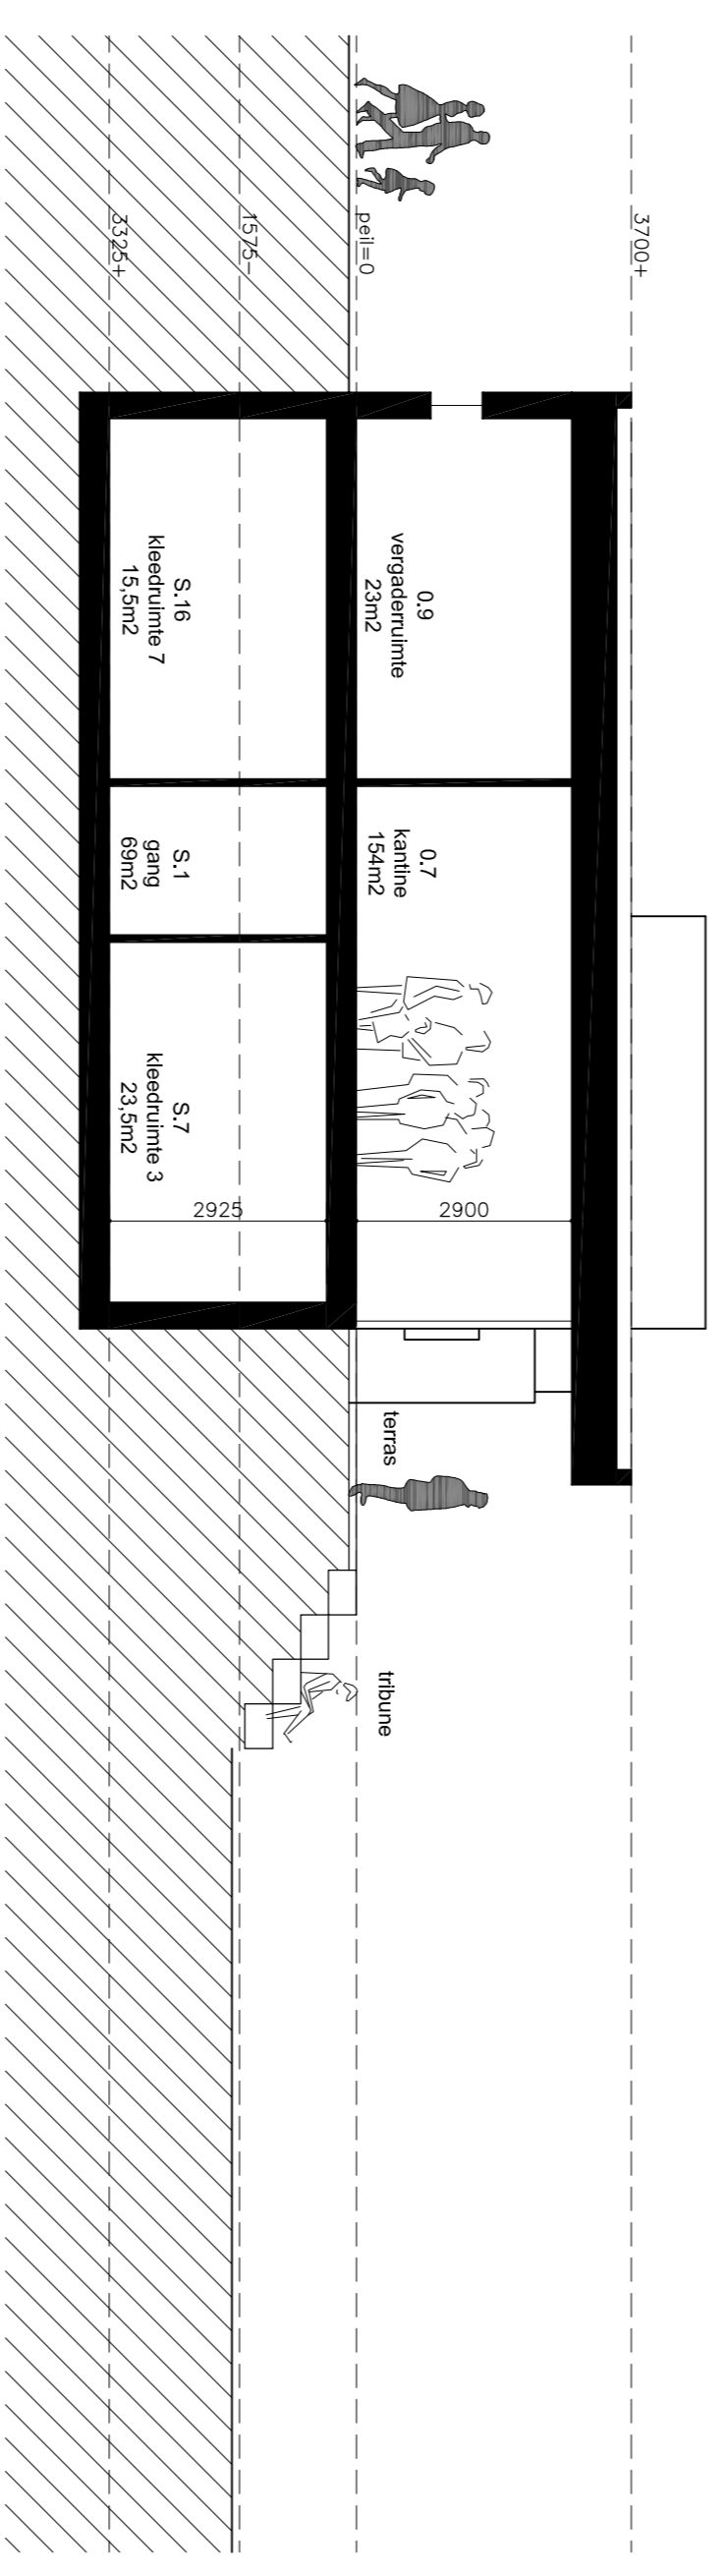 3700+
peil=0
1575-
3325+
0.9
vergaderruimte
23m2
0.7
kantine
154m2
2900
terras
tribune
S.16
kleedruimte 7
15,5m2
S.1
gang
69m2
S.7
kleedruimte 3
23,5m2
2925